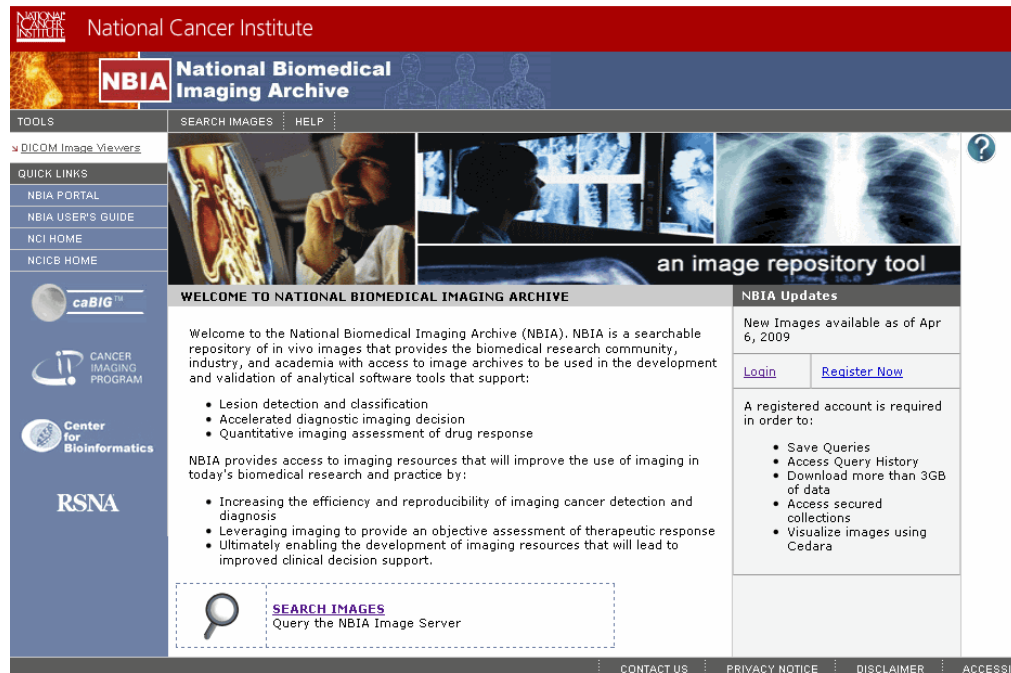 NATIONAL
CANCER
INSTITUTE
National Cancer Institute
NBIA
National Biomedical
Imaging Archive
TOOLS
SEARCH IMAGES
HELP
DICOM Image Viewers
?
QUICK LINKS
NBIA PORTAL
NBIA USER'S GUIDE
NCI HOME
NCICB HOME
an image repository tool
caBIG™
CANCER
IMAGING
PROGRAM
Center
for
Bioinformatics
RSNA
WELCOME TO NATIONAL BIOMEDICAL IMAGING ARCHIVE
Welcome to the National Biomedical Imaging Archive (NBIA). NBIA is a searchable
repository of in vivo images that provides the biomedical research community,
industry, and academia with access to image archives to be used in the development
and validation of analytical software tools that support:
• Lesion detection and classification
• Accelerated diagnostic imaging decision
• Quantitative imaging assessment of drug response
NBIA provides access to imaging resources that will improve the use of imaging in
today's biomedical research and practice by:
• Increasing the efficiency and reproducibility of imaging cancer detection and
diagnosis
• Leveraging imaging to provide an objective assessment of therapeutic response
• Ultimately enabling the development of imaging resources that will lead to
improved clinical decision support.
SEARCH IMAGES
Query the NBIA Image Server
NBIA Updates
New Images available as of Apr
6, 2009
Login
Register Now
A registered account is required
in order to:
• Save Queries
• Access Query History
• Download more than 3GB
of data
• Access secured
collections
• Visualize images using
Cedara
CONTACT US
PRIVACY NOTICE
DISCLAIMER
ACCESSI